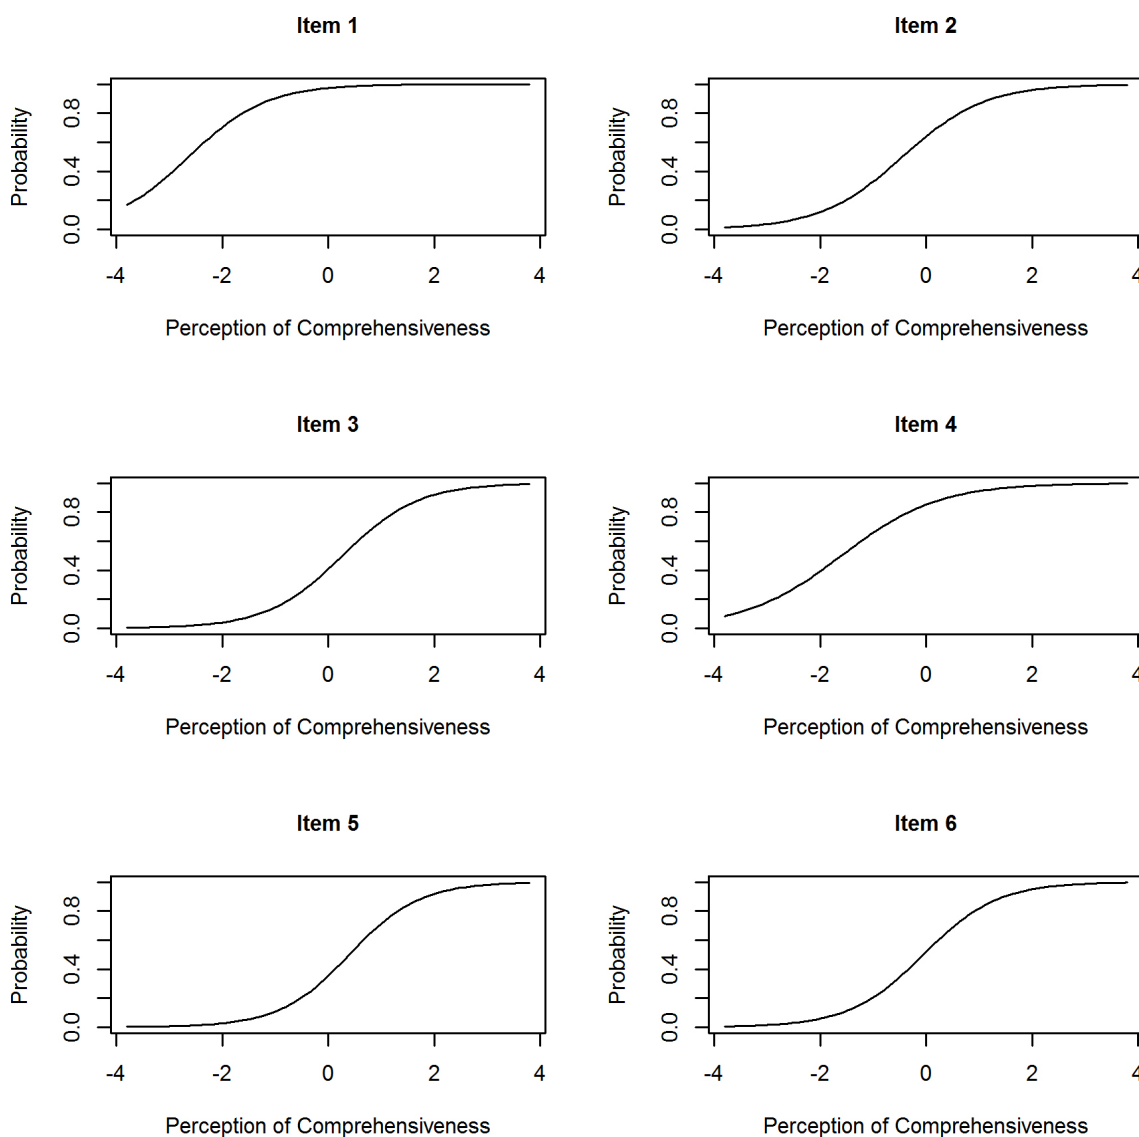 Item 1
Probability
0.0 0.4 0.8
-4 -2 0 2 4
Perception of Comprehensiveness
Item 2
Probability
0.0 0.4 0.8
-4 -2 0 2 4
Perception of Comprehensiveness
Item 3
Probability
0.0 0.4 0.8
-4 -2 0 2 4
Perception of Comprehensiveness
Item 4
Probability
0.0 0.4 0.8
-4 -2 0 2 4
Perception of Comprehensiveness
Item 5
Probability
0.0 0.4 0.8
-4 -2 0 2 4
Perception of Comprehensiveness
Item 6
Probability
0.0 0.4 0.8
-4 -2 0 2 4
Perception of Comprehensiveness